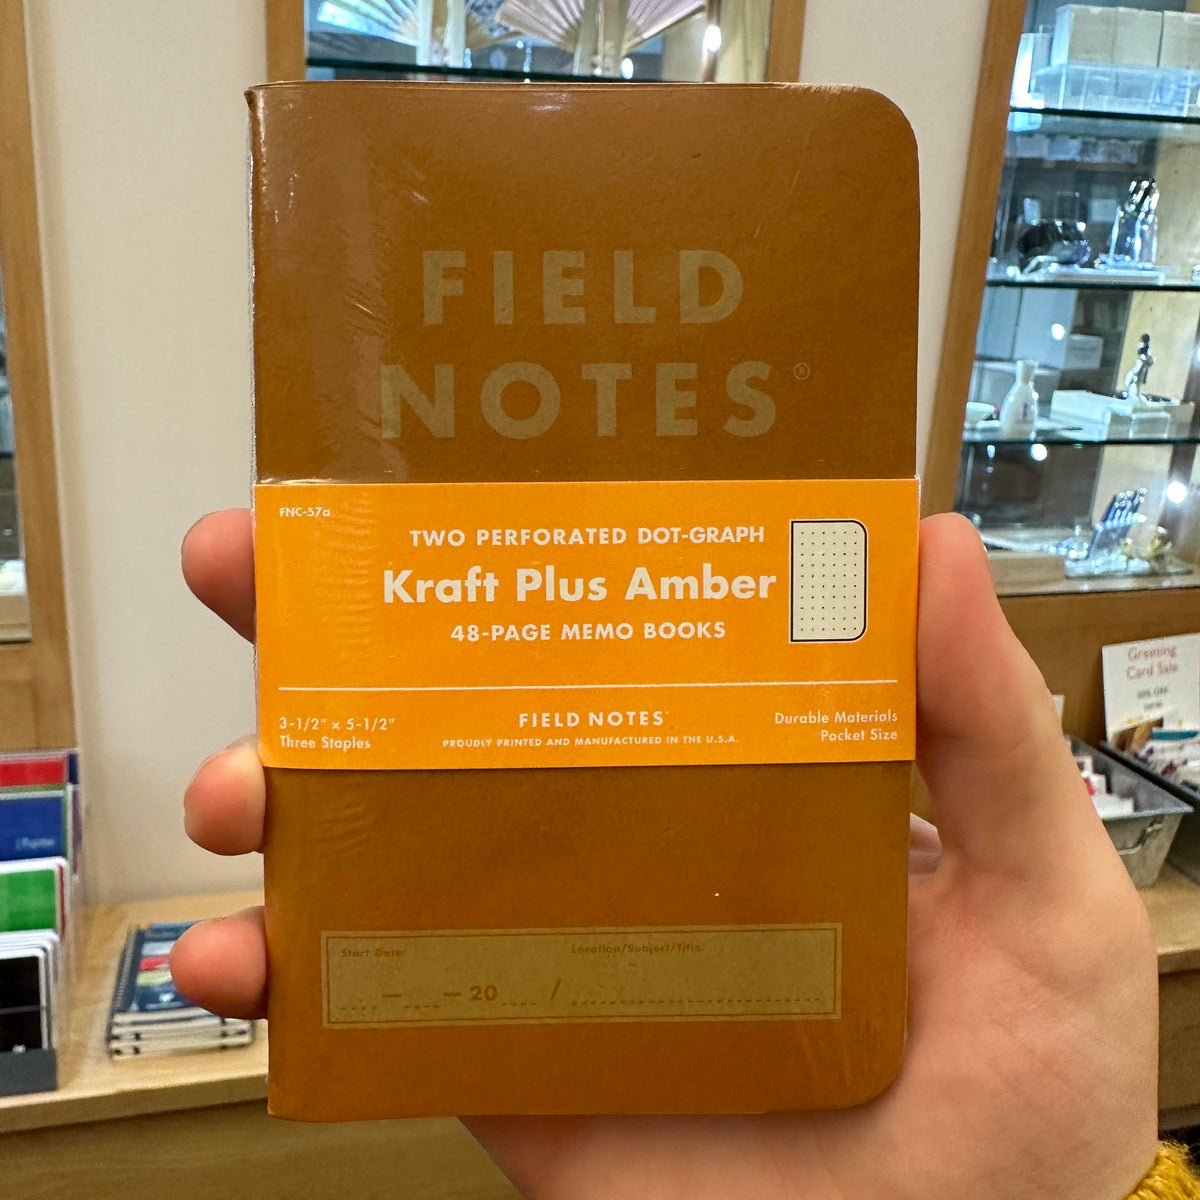 FIELD
NOTES®
FNC-57a
TWO PERFORATED DOT-GRAPH
Kraft Plus Amber
48-PAGE MEMO BOOKS
3-1/2" x 5-1/2"
Three Staples
FIELD NOTES
PROUDLY PRINTED AND MANUFACTURED IN THE U.S.A.
Durable Materials
Pocket Size
Start Date:
Location/Subject/Title:
— — 20 /
Greeting
Card Sale